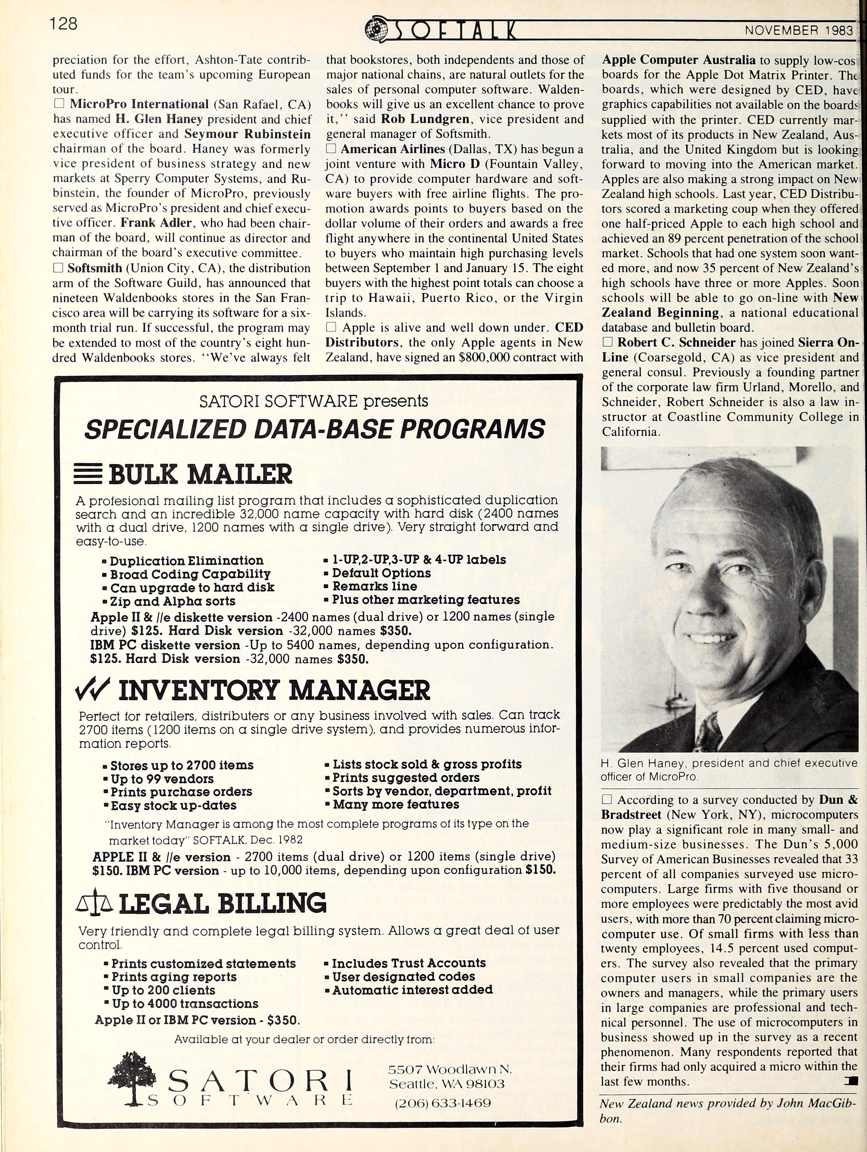 128
SOFTALK
NOVEMBER 1983
preciation for the effort, Ashton-Tate contrib-
uted funds for the team's upcoming European
tour.
☐ MicroPro International (San Rafael, CA)
has named H. Glen Haney president and chief
executive officer and Seymour Rubinstein
chairman of the board. Haney was formerly
vice president of business strategy and new
markets at Sperry Computer Systems, and Ru-
binstein, the founder of MicroPro, previously
served as MicroPro's president and chief execu-
tive officer. Frank Adler, who had been chair-
man of the board, will continue as director and
chairman of the board's executive committee.
☐ Softsmith (Union City, CA), the distribution
arm of the Software Guild, has announced that
nineteen Waldenbooks stores in the San Fran-
cisco area will be carrying its software for a six-
month trial run. If successful, the program may
be extended to most of the country's eight hun-
dred Waldenbooks stores. "We've always felt
that bookstores, both independents and those of
major national chains, are natural outlets for the
sales of personal computer software. Walden-
books will give us an excellent chance to prove
it," said Rob Lundgren, vice president and
general manager of Softsmith.
☐ American Airlines (Dallas, TX) has begun a
joint venture with Micro D (Fountain Valley,
CA) to provide computer hardware and soft-
ware buyers with free airline flights. The pro-
motion awards points to buyers based on the
dollar volume of their orders and awards a free
flight anywhere in the continental United States
to buyers who maintain high purchasing levels
between September 1 and January 15. The eight
buyers with the highest point totals can choose a
trip to Hawaii, Puerto Rico, or the Virgin
Islands.
☐ Apple is alive and well down under. CED
Distributors, the only Apple agents in New
Zealand, have signed an $800,000 contract with
Apple Computer Australia to supply low-cost
boards for the Apple Dot Matrix Printer. The
boards, which were designed by CED, have
graphics capabilities not available on the boards
supplied with the printer. CED currently mar-
kets most of its products in New Zealand, Aus-
tralia, and the United Kingdom but is looking
forward to moving into the American market.
Apples are also making a strong impact on New
Zealand high schools. Last year, CED Distribu-
tors scored a marketing coup when they offered
one half-priced Apple to each high school and
achieved an 89 percent penetration of the school
market. Schools that had one system soon want-
ed more, and now 35 percent of New Zealand's
high schools have three or more Apples. Soon
schools will be able to go on-line with New
Zealand Beginning, a national educational
database and bulletin board.
☐ Robert C. Schneider has joined Sierra On-
Line (Coarsegold, CA) as vice president and
general consul. Previously a founding partner
of the corporate law firm Urland, Morello, and
Schneider, Robert Schneider is also a law in-
structor at Coastline Community College in
California.
H. Glen Haney, president and chief executive
officer of MicroPro.
☐ According to a survey conducted by Dun &
Bradstreet (New York, NY), microcomputers
now play a significant role in many small- and
medium-size businesses. The Dun's 5,000
Survey of American Businesses revealed that 33
percent of all companies surveyed use micro-
computers. Large firms with five thousand or
more employees were predictably the most avid
users, with more than 70 percent claiming micro-
computer use. Of small firms with less than
twenty employees, 14.5 percent used comput-
ers. The survey also revealed that the primary
computer users in small companies are the
owners and managers, while the primary users
in large companies are professional and tech-
nical personnel. The use of microcomputers in
business showed up in the survey as a recent
phenomenon. Many respondents reported that
their firms had only acquired a micro within the
last few months.
New Zealand news provided by John MacGib-
bon.
SATORI SOFTWARE presents
SPECIALIZED DATA-BASE PROGRAMS
BULK MAILER
A profesional mailing list program that includes a sophisticated duplication
search and an incredible 32,000 name capacity with hard disk (2400 names
with a dual drive, 1200 names with a single drive). Very straight forward and
easy-to-use.
▪ Duplication Elimination
▪ Broad Coding Capability
▪ Can upgrade to hard disk
▪ Zip and Alpha sorts
▪ 1-UP,2-UP,3-UP & 4-UP labels
▪ Default Options
▪ Remarks line
▪ Plus other marketing features
Apple II & //e diskette version -2400 names (dual drive) or 1200 names (single
drive) $125. Hard Disk version -32,000 names $350.
IBM PC diskette version -Up to 5400 names, depending upon configuration.
$125. Hard Disk version -32,000 names $350.
INVENTORY MANAGER
Perfect for retailers, distributers or any business involved with sales. Can track
2700 items (1200 items on a single drive system), and provides numerous infor-
mation reports.
▪ Stores up to 2700 items
▪ Up to 99 vendors
▪ Prints purchase orders
▪ Easy stock up-dates
▪ Lists stock sold & gross profits
▪ Prints suggested orders
▪ Sorts by vendor, department, profit
▪ Many more features
"Inventory Manager is among the most complete programs of its type on the
market today" SOFTALK, Dec. 1982
APPLE II & //e version - 2700 items (dual drive) or 1200 items (single drive)
$150. IBM PC version - up to 10,000 items, depending upon configuration $150.
LEGAL BILLING
Very friendly and complete legal billing system. Allows a great deal of user
control.
▪ Prints customized statements
▪ Prints aging reports
▪ Up to 200 clients
▪ Up to 4000 transactions
▪ Includes Trust Accounts
▪ User designated codes
▪ Automatic interest added
Apple II or IBM PC version - $350.
Available at your dealer or order directly from:
SATORI
SOFTWARE
5507 Woodlawn N.
Seattle, WA 98103
(206) 633-1469